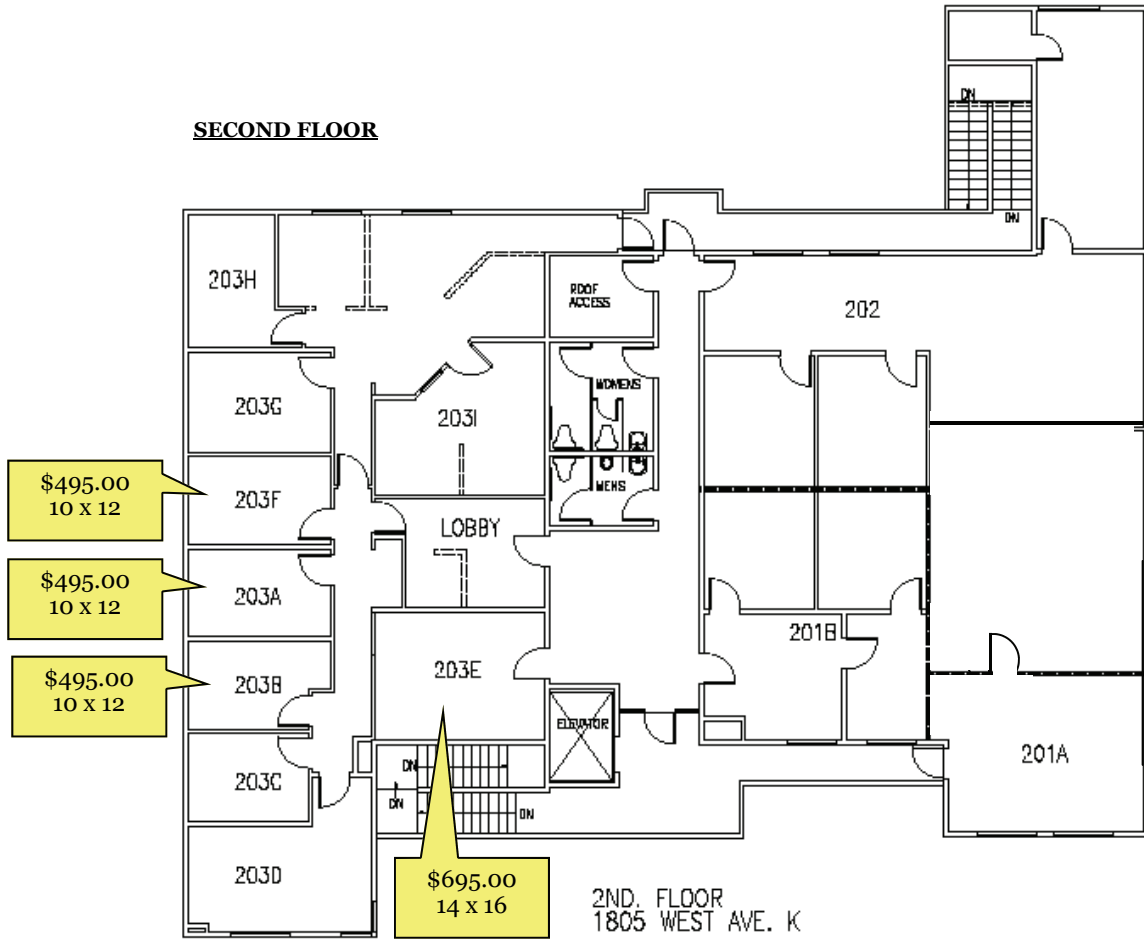 SECOND FLOOR
DN
DN
203H
ROOF
ACCESS
202
203G
WOMENS
203I
$495.00
10 x 12
203F
MENS
LOBBY
$495.00
10 x 12
203A
201B
$495.00
10 x 12
203B
203E
ELEVATOR
203C
DN
DN
DN
201A
203D
$695.00
14 x 16
2ND. FLOOR
1805 WEST AVE. K